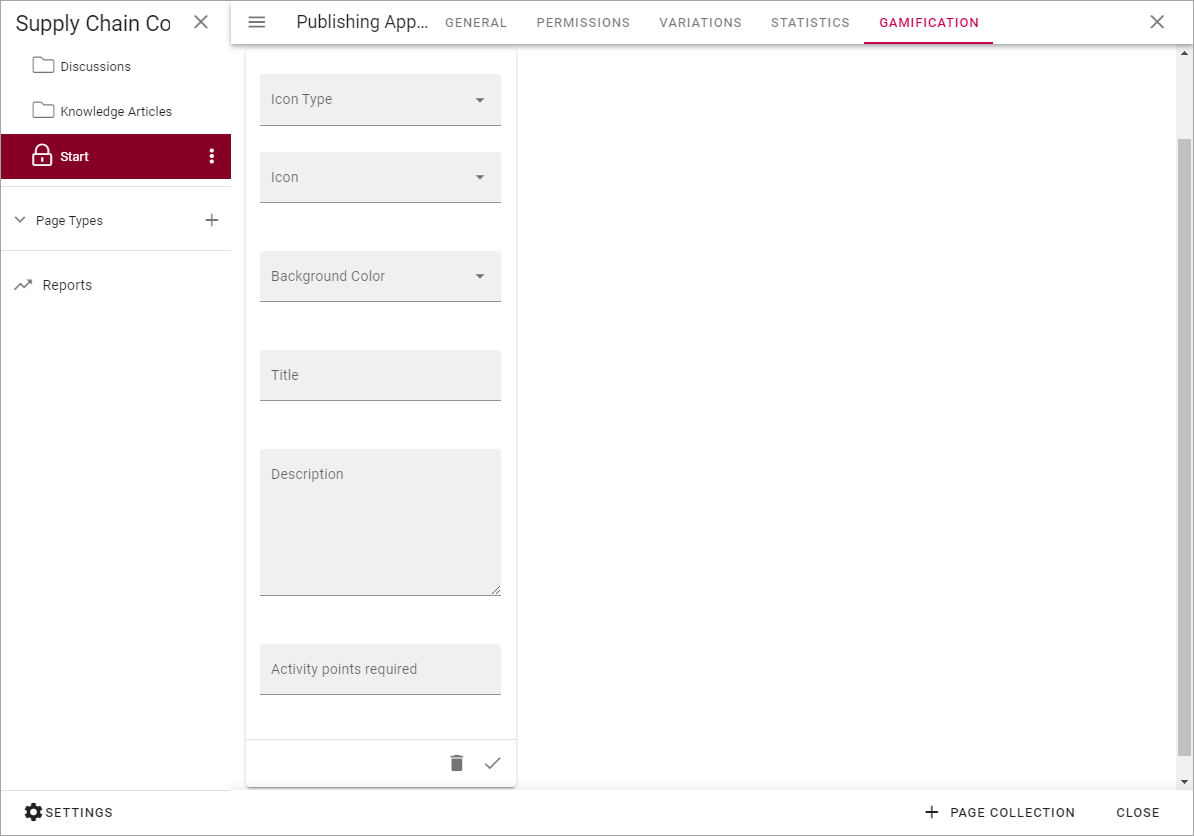 Supply Chain Co
Discussions
Knowledge Articles
Start
Page Types
Reports
SETTINGS
Publishing App...
GENERAL
PERMISSIONS
VARIATIONS
STATISTICS
GAMIFICATION
Icon Type
Icon
Background Color
Title
Description
Activity points required
PAGE COLLECTION
CLOSE